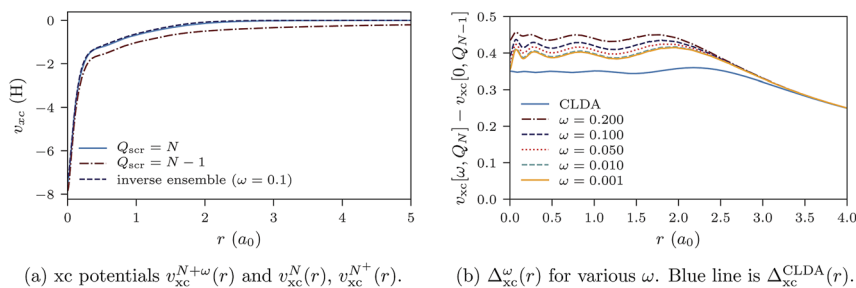 0
−2
−4
−6
−8
v_xc (H)
Q_scr = N
Q_scr = N − 1
inverse ensemble (ω = 0.1)
0 1 2 3 4 5
r (a_0)
(a) xc potentials v_xc^{N+ω}(r) and v_xc^N(r), v_xc^{N^+}(r).
0.5
0.4
0.3
0.2
0.1
0.0
v_xc[ω, Q_N] − v_xc[0, Q_{N−1}]
CLDA
ω = 0.200
ω = 0.100
ω = 0.050
ω = 0.010
ω = 0.001
0.0 0.5 1.0 1.5 2.0 2.5 3.0 3.5 4.0
r (a_0)
(b) Δ_xc^ω(r) for various ω. Blue line is Δ_xc^CLDA(r).